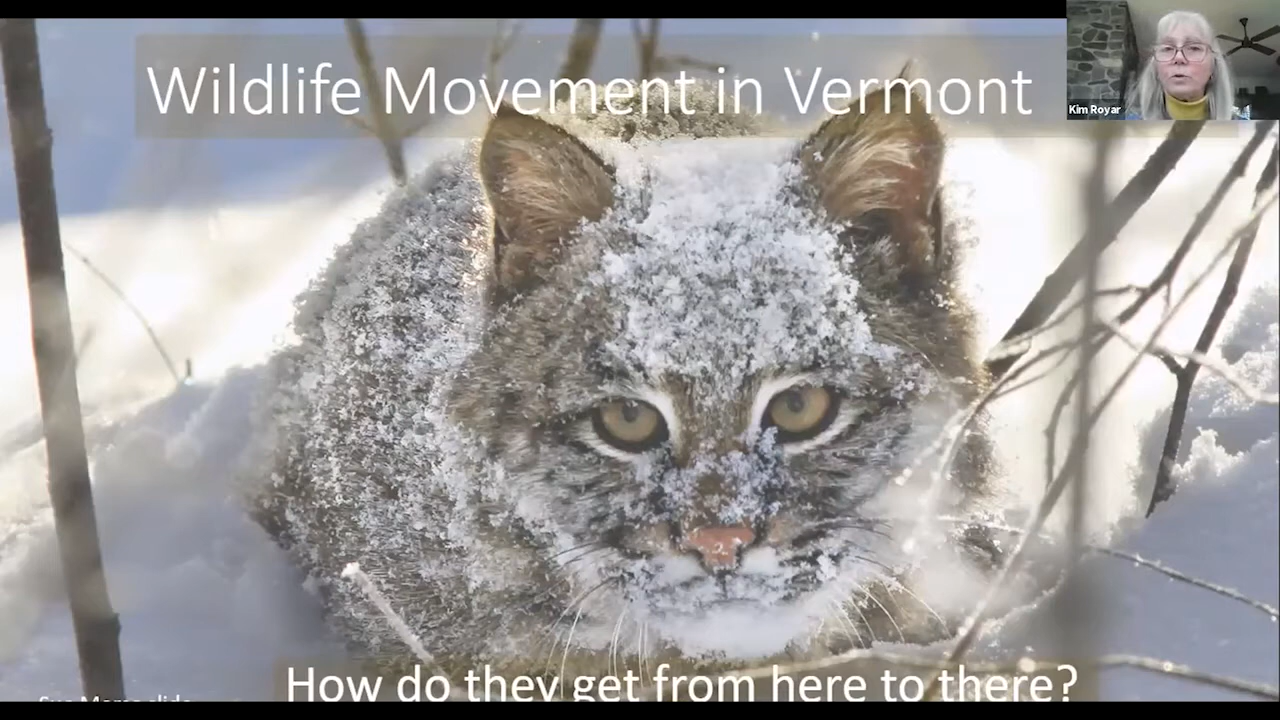 Wildlife Movement in Vermont
Kim Royar
How do they get from here to there?